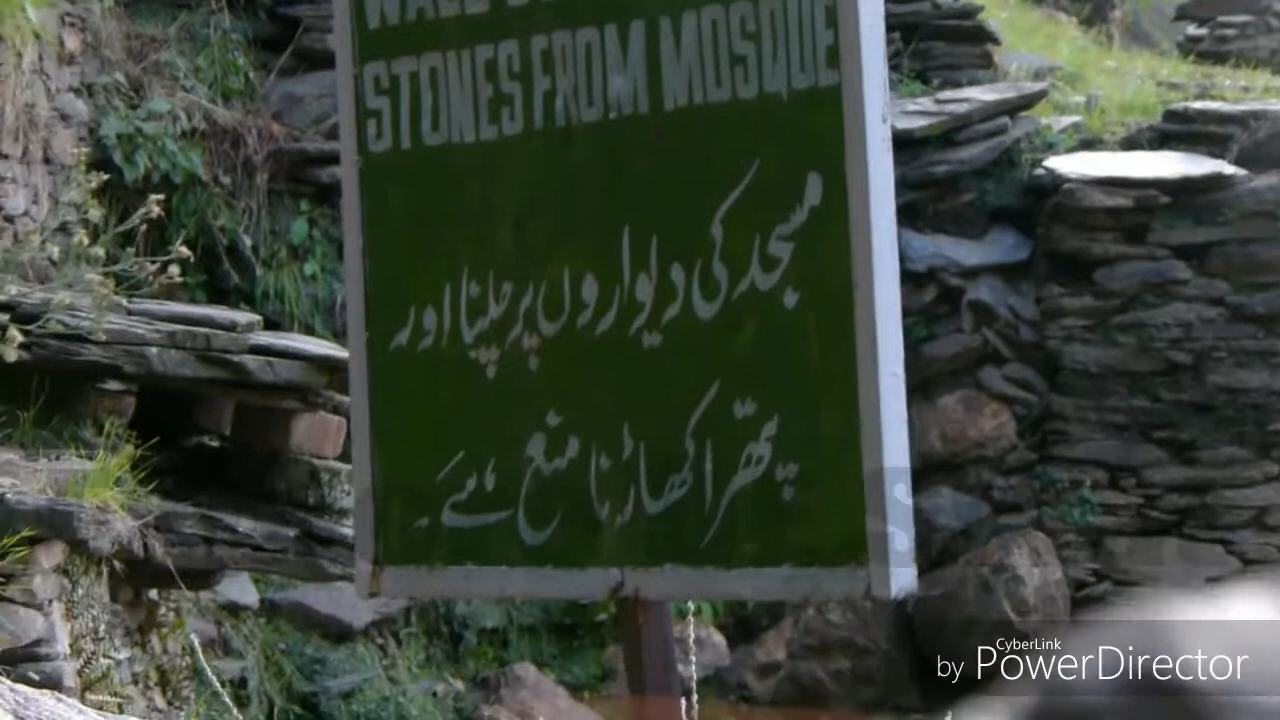 STONES FROM MOSQUE
مسجد کی دیواروں پر چلنا اور
پتھر اکھاڑنا منع ہے۔
CyberLink
by PowerDirector